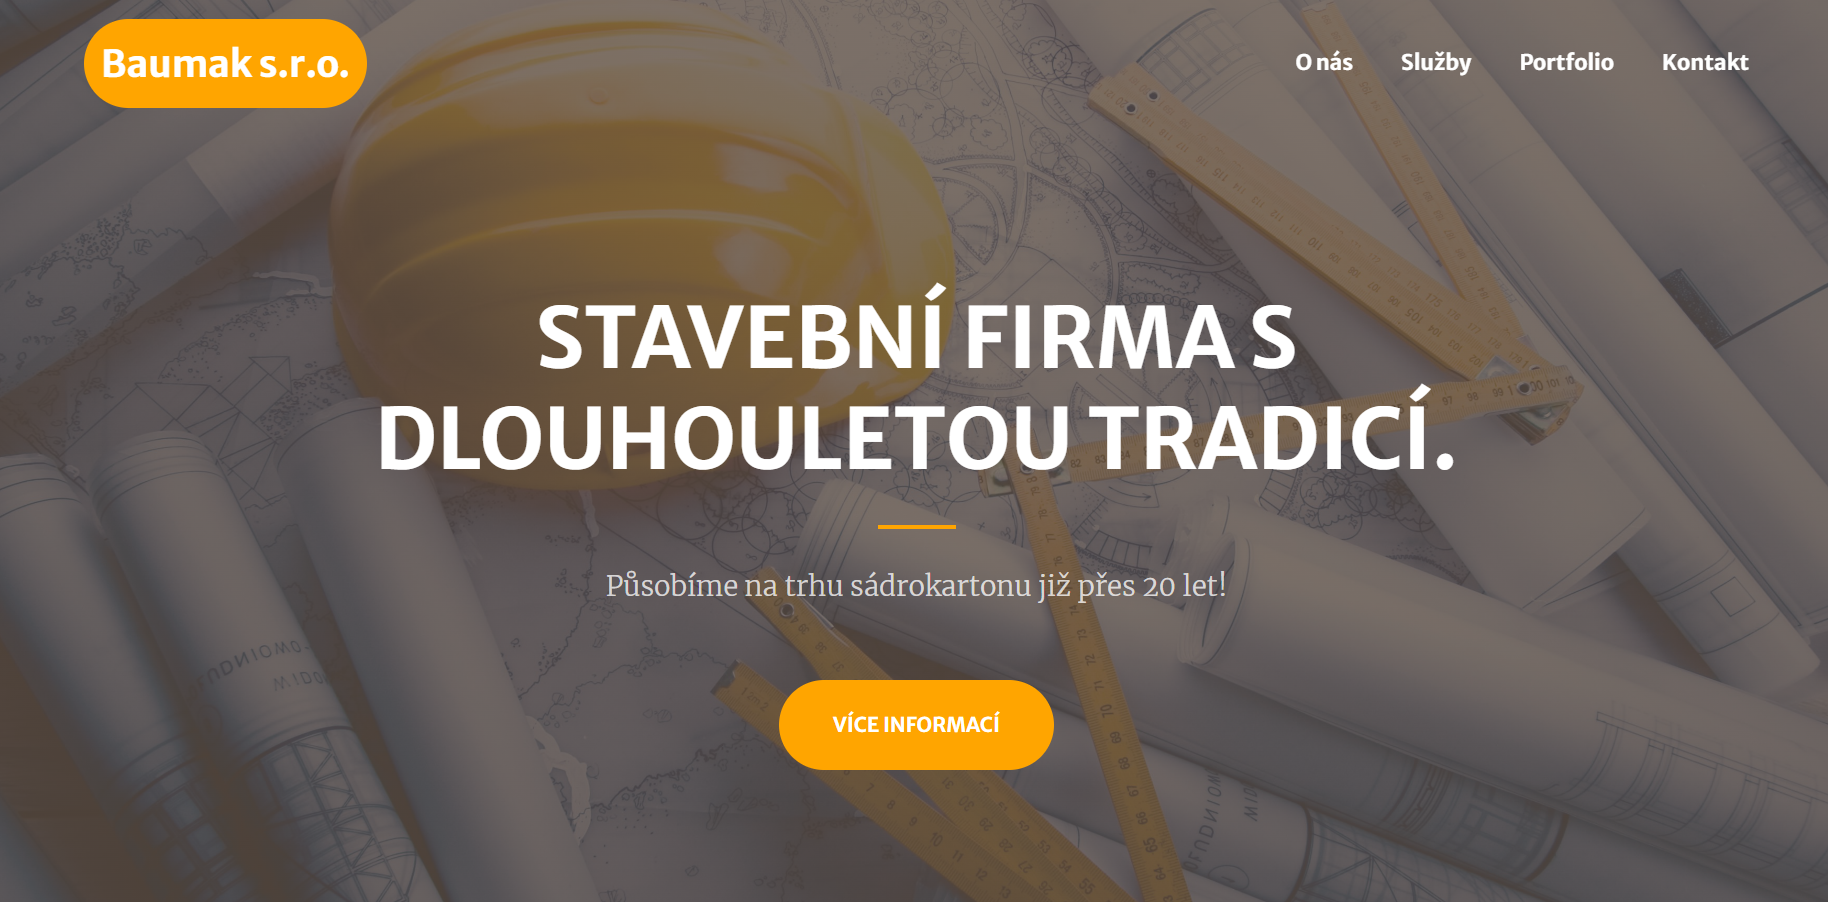 Baumak s.r.o.
O nás Služby Portfolio Kontakt
STAVEBNÍ FIRMA S
DLOUHOULETOU TRADICÍ.
Působíme na trhu sádrokartonu již přes 20 let!
VÍCE INFORMACÍ